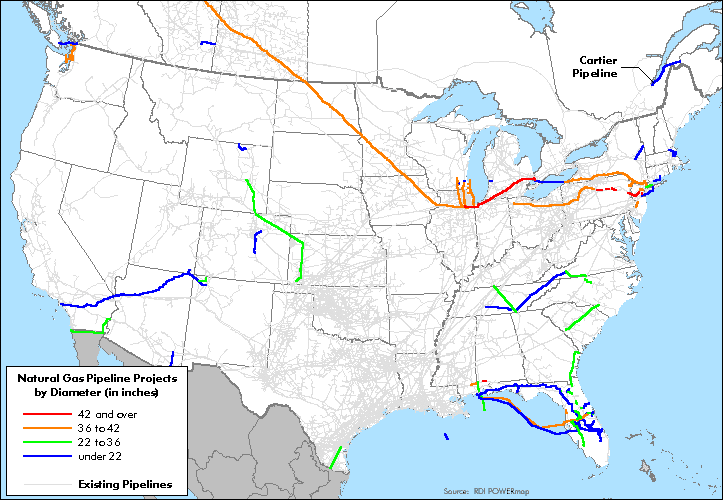 Cartier
Pipeline
Natural Gas Pipeline Projects
by Diameter (in inches)
42 and over
36 to 42
22 to 36
under 22
Existing Pipelines
Source: RDI POWERmap